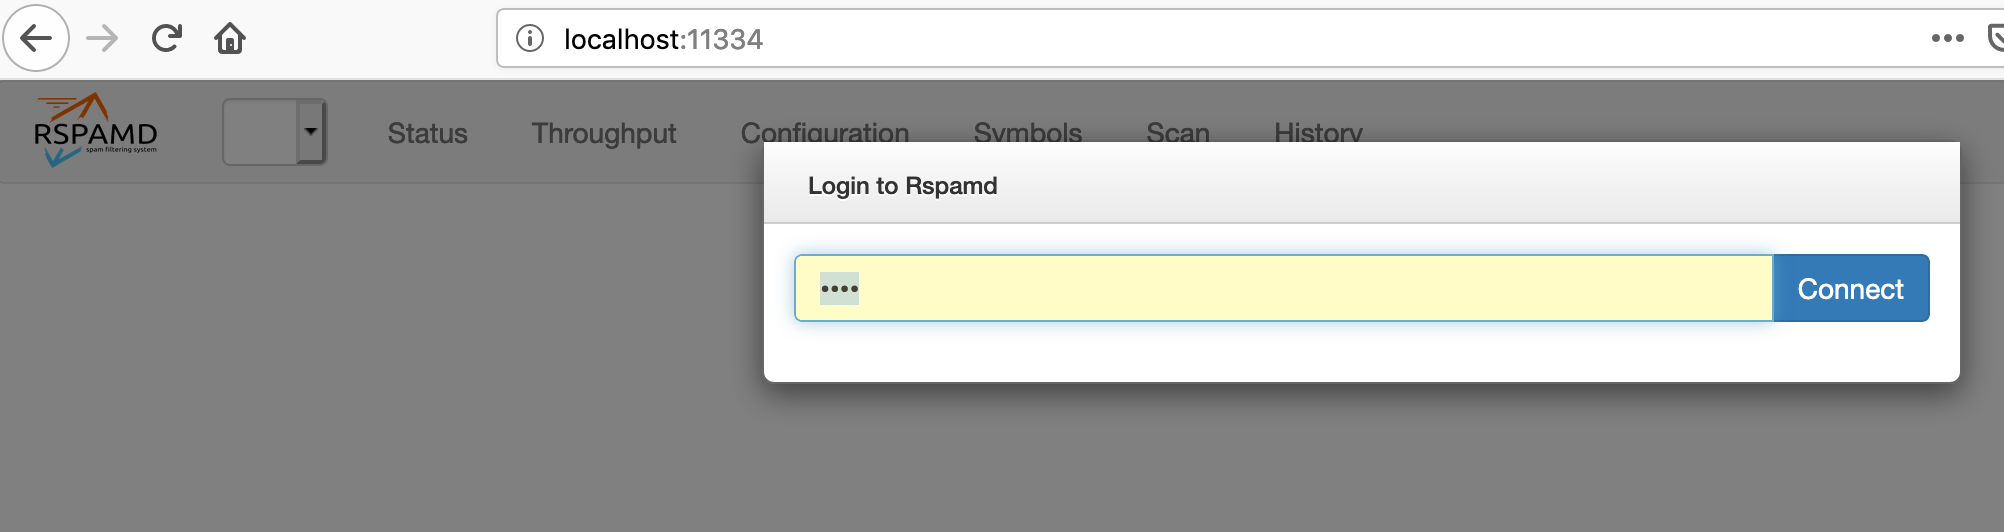 localhost:11334
RSPAMD
spam filtering system
Status Throughput Configuration Symbols Scan History
Login to Rspamd
••••
Connect